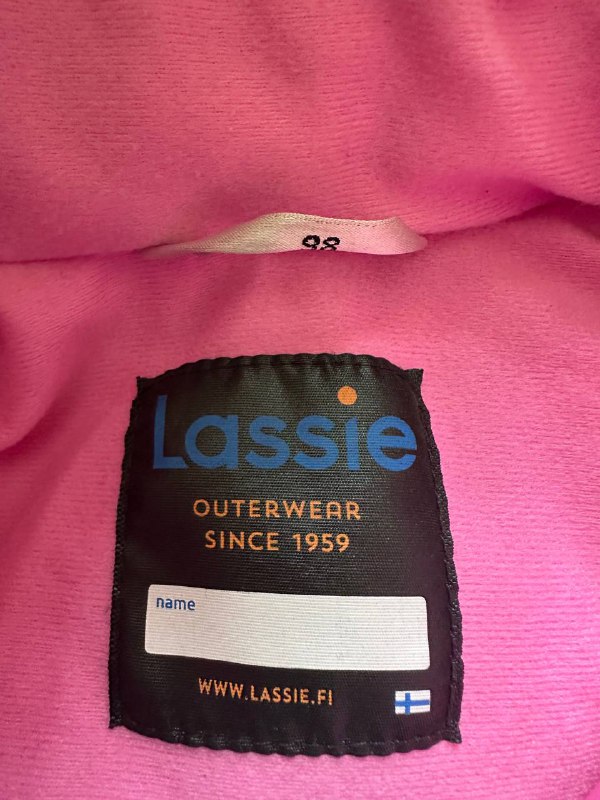 98
Lassie
OUTERWEAR
SINCE 1959
name
WWW.LASSIE.FI